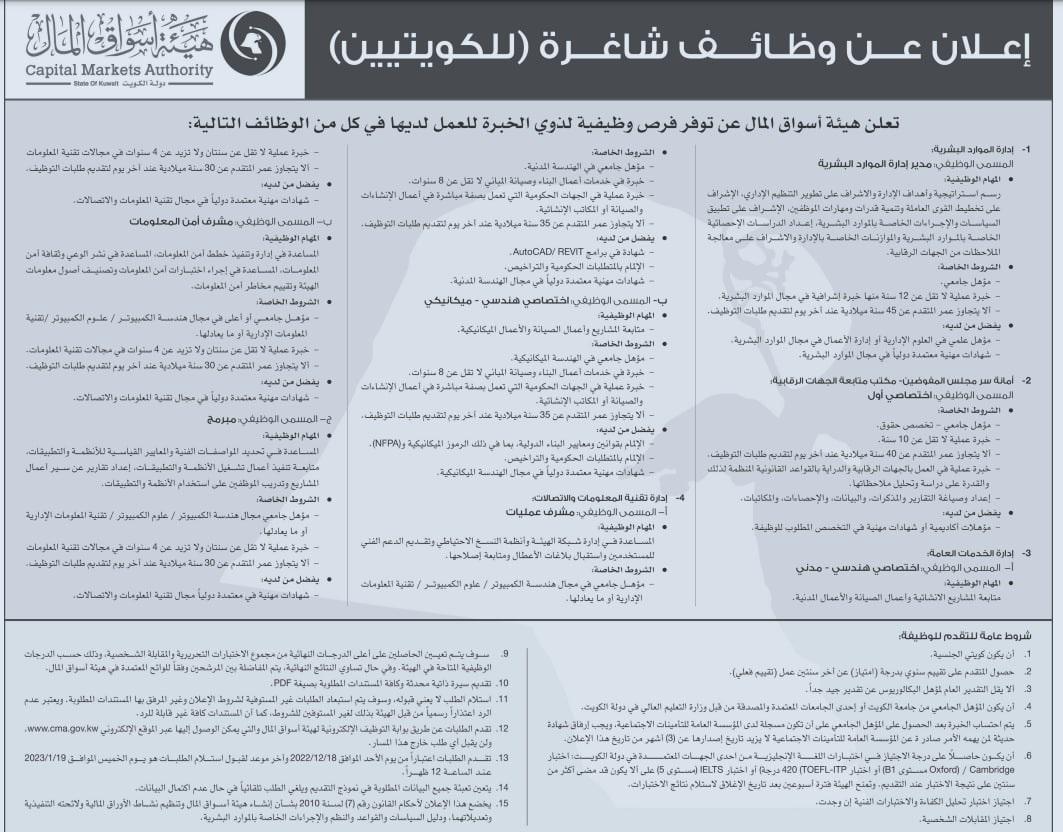 إعلان عن وظائف شاغرة (للكويتيين)
هيئة أسواق المال
Capital Markets Authority
State Of Kuwait دولة الكويت
تعلن هيئة أسواق المال عن توفر فرص وظيفية لذوي الخبرة للعمل لديها في كل من الوظائف التالية:
1- إدارة الموارد البشرية:
المسمى الوظيفي: مدير إدارة الموارد البشرية
• المهام الوظيفية:
رسم استراتيجية وأهداف الإدارة والاشراف على تطوير التنظيم الإداري، الإشراف
على تخطيط القوى العاملة وتنمية قدرات ومهارات الموظفين، الإشراف على تطبيق
السياسات والإجراءات الخاصة بالموارد البشرية، إعداد الدراسات الإحصائية
الخاصة بالموارد البشرية والموازنات الخاصة بالإدارة والاشراف على معالجة
الملاحظات من الجهات الرقابية.
• الشروط الخاصة:
– مؤهل جامعي.
– خبرة عملية لا تقل عن 12 سنة منها خبرة إشرافية في مجال الموارد البشرية.
– ألا يتجاوز عمر المتقدم عن 45 سنة ميلادية عند آخر يوم لتقديم طلبات التوظيف.
• يفضل من لديه:
– مؤهل علمي في العلوم الإدارية أو إدارة الأعمال في مجال الموارد البشرية.
– شهادات مهنية معتمدة دولياً في مجال الموارد البشرية.
2- أمانة سر مجلس المفوضين- مكتب متابعة الجهات الرقابية:
المسمى الوظيفي: اختصاصي أول
• الشروط الخاصة:
– مؤهل جامعي – تخصص حقوق.
– خبرة عملية لا تقل عن 10 سنة.
– ألا يتجاوز عمر المتقدم عن 40 سنة ميلادية عند آخر يوم لتقديم طلبات التوظيف.
– خبرة عملية في العمل بالجهات الرقابية والدراية بالقواعد القانونية المنظمة لذلك
والقدرة على دراسة وتحليل ملاحظاتها.
– إعداد وصياغة التقارير والمذكرات، البيانات، والإحصاءات، والمكاتبات.
• يفضل من لديه:
– مؤهلات أكاديمية أو شهادات مهنية في التخصص المطلوب للوظيفة.
3- إدارة الخدمات العامة:
أ– المسمى الوظيفي: اختصاصي هندسي - مدني
• المهام الوظيفية:
متابعة المشاريع الانشائية وأعمال الصيانة والأعمال المدنية.
• الشروط الخاصة:
– مؤهل جامعي في الهندسة المدنية.
– خبرة في خدمات أعمال البناء وصيانة المباني لا تقل عن 8 سنوات.
– خبرة عملية في الجهات الحكومية التي تعمل بصفة مباشرة في أعمال الإنشاءات
والصيانة أو المكاتب الإنشائية.
– ألا يتجاوز عمر المتقدم عن 35 سنة ميلادية عند آخر يوم لتقديم طلبات التوظيف.
• يفضل من لديه:
– شهادة في برامج AutoCAD/ REVIT.
– الإلمام بالمتطلبات الحكومية والتراخيص.
– شهادات مهنية معتمدة دولياً في مجال الهندسة المدنية.
ب- المسمى الوظيفي: اختصاصي هندسي - ميكانيكي
• المهام الوظيفية:
– متابعة المشاريع وأعمال الصيانة والأعمال الميكانيكية.
• الشروط الخاصة:
– مؤهل جامعي في الهندسة الميكانيكية.
– خبرة في خدمات أعمال البناء وصيانة المباني لا تقل عن 8 سنوات.
– خبرة عملية في الجهات الحكومية التي تعمل بصفة مباشرة في أعمال الإنشاءات
والصيانة أو المكاتب الإنشائية.
– ألا يتجاوز عمر المتقدم عن 35 سنة ميلادية عند آخر يوم لتقديم طلبات التوظيف.
• يفضل من لديه:
– الإلمام بقوانين ومعايير البناء الدولية، بما في ذلك الرموز الميكانيكية و(NFPA).
– الإلمام بالمتطلبات الحكومية والتراخيص.
– شهادات مهنية معتمدة دولياً في مجال الهندسة الميكانيكية.
4- إدارة تقنية المعلومات والاتصالات:
أ– المسمى الوظيفي: مشرف عمليات
• المهام الوظيفية:
المساعدة في إدارة شبكة الهيئة وأنظمة النسخ الاحتياطي وتقديم الدعم الفني
للمستخدمين واستقبال بلاغات الأعطال ومتابعة إصلاحها.
• الشروط الخاصة:
– مؤهل جامعي في مجال هندسة الكمبيوتر / علوم الكمبيوتر / تقنية المعلومات
الإدارية أو ما يعادلها.
– خبرة عملية لا تقل عن سنتان ولا تزيد عن 4 سنوات في مجالات تقنية المعلومات
– ألا يتجاوز عمر المتقدم عن 30 سنة ميلادية عند آخر يوم لتقديم طلبات التوظيف.
• يفضل من لديه:
– شهادات مهنية معتمدة دولياً في مجال تقنية المعلومات والاتصالات.
ب– المسمى الوظيفي: مشرف أمن المعلومات
• المهام الوظيفية:
المساعدة في إدارة وتنفيذ خطط أمن المعلومات، المساعدة في نشر الوعي وثقافة أمن
المعلومات، المساعدة في إجراء اختبارات أمن المعلومات وتصنيف أصول معلومات
الهيئة وتقييم مخاطر أمن المعلومات.
• الشروط الخاصة:
– مؤهل جامعي أو أعلى في مجال هندسة الكمبيوتر / علوم الكمبيوتر /تقنية
المعلومات الإدارية أو ما يعادلها.
– خبرة عملية لا تقل عن سنتان ولا تزيد عن 4 سنوات في مجالات تقنية المعلومات.
– ألا يتجاوز عمر المتقدم عن 30 سنة ميلادية عند آخر يوم لتقديم طلبات التوظيف.
• يفضل من لديه:
– شهادات مهنية معتمدة دولياً في مجال تقنية المعلومات والاتصالات.
ج– المسمى الوظيفي: مبرمج
• المهام الوظيفية:
المساعدة في تحديد المواصفات الفنية والمعايير القياسية للأنظمة والتطبيقات،
متابعة تنفيذ أعمال تشغيل الأنظمة والتطبيقات، إعداد تقارير عن سير أعمال
المشاريع وتدريب الموظفين على استخدام الأنظمة والتطبيقات.
• الشروط الخاصة:
– مؤهل جامعي مجال هندسة الكمبيوتر / علوم الكمبيوتر / تقنية المعلومات الإدارية
أو ما يعادلها.
– خبرة عملية لا تقل عن سنتان ولا تزيد عن 4 سنوات في مجالات تقنية المعلومات
– ألا يتجاوز عمر المتقدم عن 30 سنة ميلادية عند آخر يوم لتقديم طلبات التوظيف.
• يفضل من لديه:
– شهادات مهنية في معتمدة دولياً مجال تقنية المعلومات والاتصالات.
شروط عامة للتقدم للوظيفة:
1. أن يكون كويتي الجنسية.
2. حصول المتقدم على تقييم سنوي بدرجة (امتياز) عن آخر سنتين عمل (تقييم فعلي).
3. ألا يقل التقدير العام لمؤهل البكالوريوس عن تقدير جيد جداً.
4. أن يكون المؤهل الجامعي من جامعة الكويت أو إحدى الجامعات المعتمدة والمصدقة من قبل وزارة التعليم العالي في دولة الكويت.
5. يتم احتساب الخبرة بعد الحصول على المؤهل الجامعي على أن تكون مسجلة لدى المؤسسة العامة للتأمينات الاجتماعية، ويجب إرفاق شهادة
حديثة لمن يهمه الأمر صادرة عن المؤسسة العامة للتأمينات الاجتماعية لا يزيد تاريخ إصدارها عن (3) أشهر من تاريخ هذا الإعلان.
6. أن يكون حاصلاً على درجة الاجتياز في اختبارات اللغة الإنجليزية من احدى الجهات المعتمدة في دولة الكويت: اختبار
Cambridge / (Oxford مستوى B1) أو اختبار (TOEFL-ITP 420 درجة) أو اختبار IELTS (مستوى 5) على ألا يكون قد مضى أكثر من
سنتين على نتيجة الاختبار عند التقديم، وتمنح الهيئة فترة أسبوعين بعد تاريخ الإغلاق لاستلام نتائج الاختبارات.
7. اجتياز اختبار تحليل الكفاءة والاختبارات الفنية إن وجدت.
8. اجتياز المقابلات الشخصية.
9. سوف يتم تعيين الحاصلين على أعلى الدرجات النهائية من مجموع الاختبارات التحريرية والمقابلة الشخصية، وذلك حسب الدرجات
الوظيفية المتاحة في الهيئة. وفي حال تساوي النتائج النهائية، يتم المفاضلة بين المرشحين وفقاً للوائح المعتمدة في هيئة أسواق المال.
10. تقديم سيرة ذاتية محدثة وكافة المستندات المطلوبة بصيغة PDF.
11. استلام الطلب لا يعني قبوله، وسوف يتم استبعاد الطلبات غير المستوفية لشروط الإعلان وغير المرفق بها المستندات المطلوبة، ويعتبر عدم
الرد اعتذاراً رسمياً من قبل الهيئة بذلك لغير المستوفين للشروط، كما أن المستندات كافة غير قابلة للرد.
12. تقدم الطلبات عن طريق بوابة التوظيف الإلكترونية لهيئة أسواق المال والتي يمكن الوصول إليها عبر الموقع الإلكتروني www.cma.gov.kw،
ولن يقبل أي طلب خارج هذا المسار.
13. تقدم الطلبات اعتباراً من يوم الأحد الموافق 2022/12/18 وآخر موعد لقبول استلام الطلبات هو يوم الخميس الموافق 2023/1/19
عند الساعة 12 ظهراً.
14. يتعين تعبئة جميع البيانات المطلوبة في نموذج التقديم ويلغي الطلب تلقائياً في حال عدم اكتمال البيانات.
15. يخضع هذا الإعلان لأحكام القانون رقم (7) لسنة 2010 بشأن إنشاء هيئة أسواق المال وتنظيم نشاط الأوراق المالية ولائحته التنفيذية
وتعديلاتهما، ودليل السياسات والقواعد والنظم والإجراءات الخاصة بالموارد البشرية.